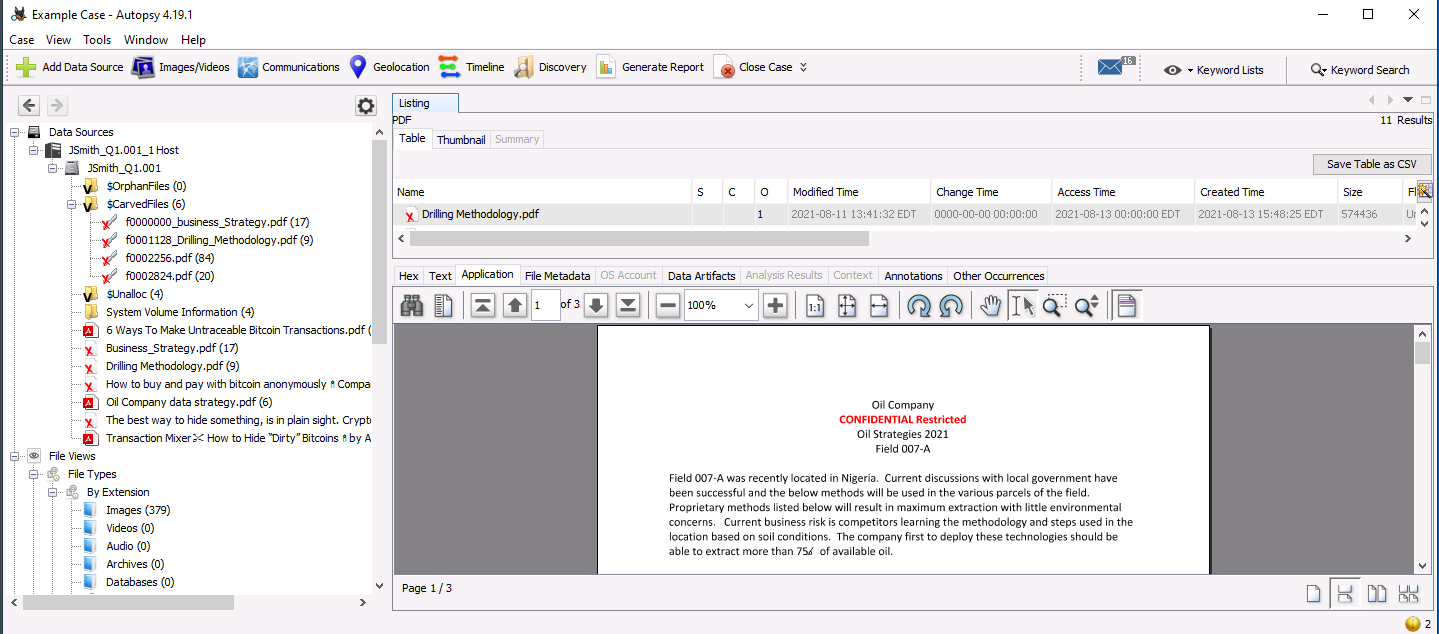 Example Case - Autopsy 4.19.1
Case View Tools Window Help
Add Data Source Images/Videos Communications Geolocation Timeline Discovery Generate Report Close Case 16 Keyword Lists Keyword Search
Data Sources
JSmith_Q1.001_1 Host
JSmith_Q1.001
$OrphanFiles (0)
$CarvedFiles (6)
f0000000_business_Strategy.pdf (17)
f0001128_Drilling_Methodology.pdf (9)
f0002256.pdf (84)
f0002824.pdf (20)
$Unalloc (4)
System Volume Information (4)
6 Ways To Make Untraceable Bitcoin Transactions.pdf (
Business_Strategy.pdf (17)
Drilling Methodology.pdf (9)
How to buy and pay with bitcoin anonymously Compa
Oil Company data strategy.pdf (6)
The best way to hide something, is in plain sight. Crypt
Transaction Mixer How to Hide "Dirty" Bitcoins by A
File Views
File Types
By Extension
Images (379)
Videos (0)
Audio (0)
Archives (0)
Databases (0)
Listing
PDF
11 Results
Table Thumbnail Summary
Save Table as CSV
Name S C O Modified Time Change Time Access Time Created Time Size Fl
Drilling Methodology.pdf 1 2021-08-11 13:41:32 EDT 0000-00-00 00:00:00 2021-08-13 00:00:00 EDT 2021-08-13 15:48:25 EDT 574436 Ur
Hex Text Application File Metadata OS Account Data Artifacts Analysis Results Context Annotations Other Occurrences
1 of 3 100% 1:1
Oil Company
CONFIDENTIAL Restricted
Oil Strategies 2021
Field 007-A
Field 007-A was recently located in Nigeria. Current discussions with local government have
been successful and the below methods will be used in the various parcels of the field.
Proprietary methods listed below will result in maximum extraction with little environmental
concerns. Current business risk is competitors learning the methodology and steps used in the
location based on soil conditions. The company first to deploy these technologies should be
able to extract more than 75% of available oil.
Page 1 / 3
2